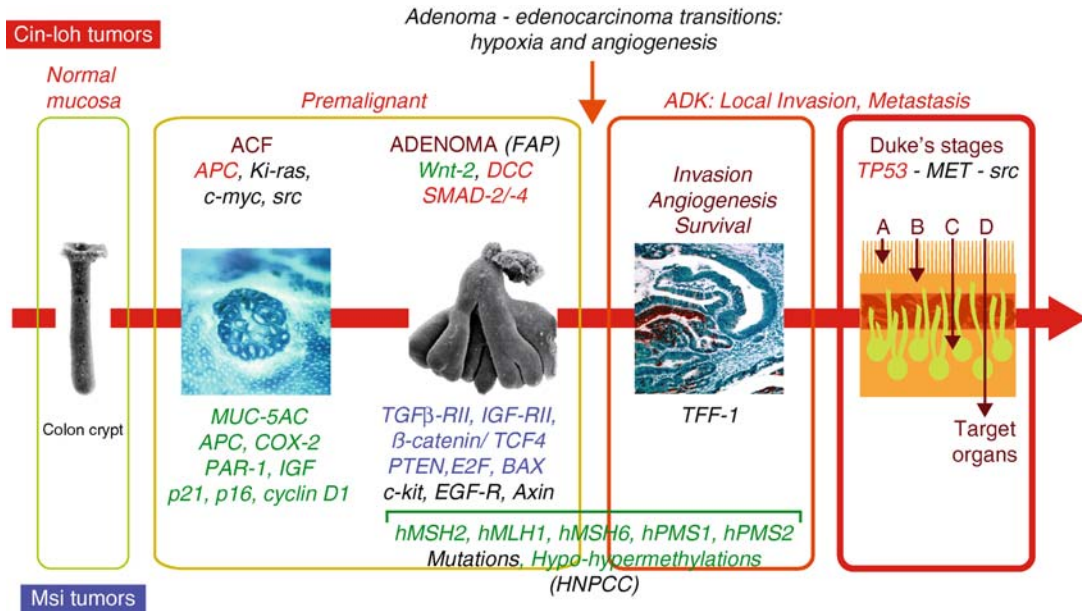 Cin-loh tumors
Adenoma - edenocarcinoma transitions:
hypoxia and angiogenesis
Normal
mucosa
Premalignant
ADK: Local Invasion, Metastasis
ACF
APC, Ki-ras,
c-myc, src
ADENOMA (FAP)
Wnt-2, DCC
SMAD-2/-4
Invasion
Angiogenesis
Survival
Duke's stages
TP53 - MET - src
A B C D
Colon crypt
MUC-5AC
APC, COX-2
PAR-1, IGF
p21, p16, cyclin D1
TGFβ-RII, IGF-RII,
ß-catenin/ TCF4
PTEN,E2F, BAX
c-kit, EGF-R, Axin
TFF-1
Target
organs
hMSH2, hMLH1, hMSH6, hPMS1, hPMS2
Mutations, Hypo-hypermethylations
(HNPCC)
Msi tumors